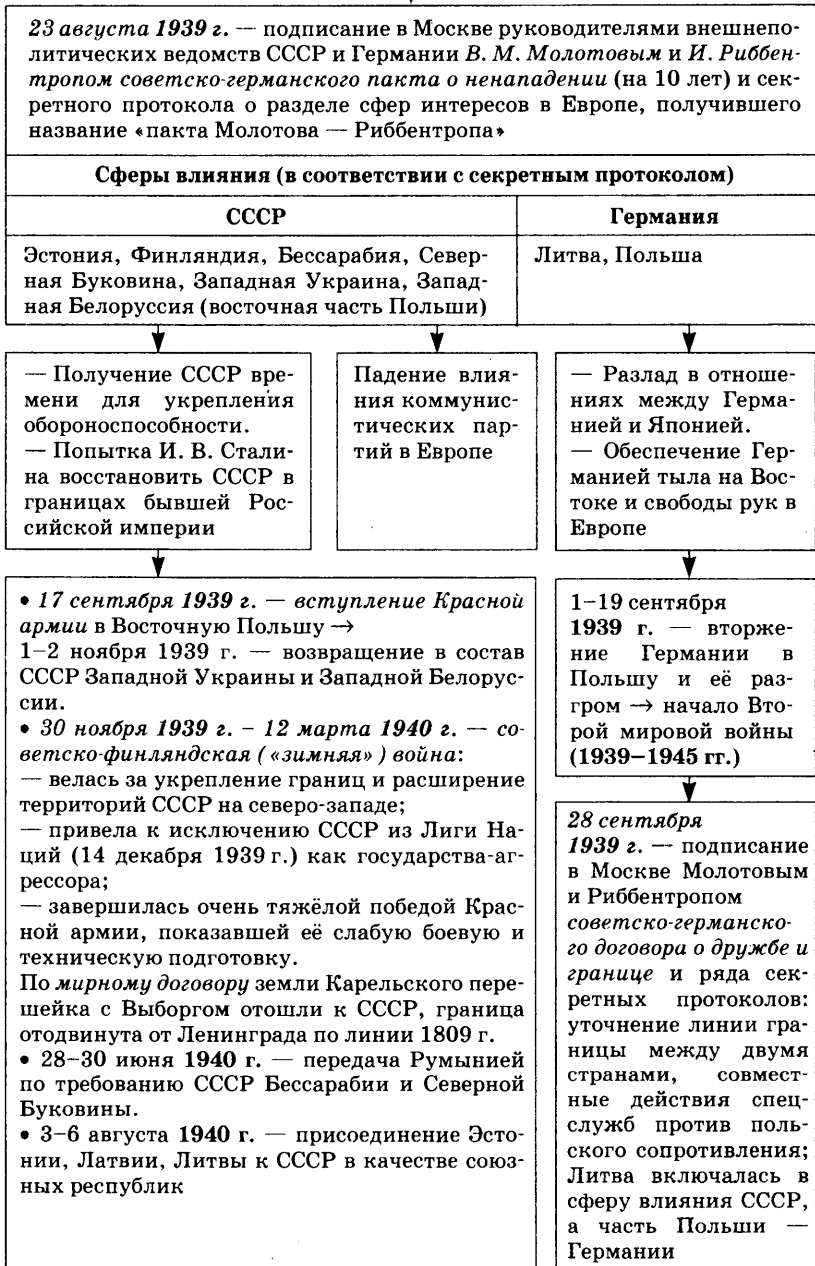 23 августа 1939 г. — подписание в Москве руководителями внешнепо-
литических ведомств СССР и Германии В. М. Молотовым и И. Риббен-
тропом советско-германского пакта о ненападении (на 10 лет) и сек-
ретного протокола о разделе сфер интересов в Европе, получившего
название «пакта Молотова — Риббентропа»
Сферы влияния (в соответствии с секретным протоколом)
СССР
Германия
Эстония, Финляндия, Бессарабия, Север-
ная Буковина, Западная Украина, Запад-
ная Белоруссия (восточная часть Польши)
Литва, Польша
— Получение СССР вре-
мени для укрепления
обороноспособности.
— Попытка И. В. Стали-
на восстановить СССР в
границах бывшей Рос-
сийской империи
Падение влия-
ния коммунис-
тических пар-
тий в Европе
— Разлад в отноше-
ниях между Герма-
нией и Японией.
— Обеспечение Гер-
манией тыла на Вос-
токе и свободы рук в
Европе
• 17 сентября 1939 г. — вступление Красной
армии в Восточную Польшу →
1–2 ноября 1939 г. — возвращение в состав
СССР Западной Украины и Западной Белорус-
сии.
• 30 ноября 1939 г. – 12 марта 1940 г. — со-
ветско-финляндская («зимняя») война:
— велась за укрепление границ и расширение
территорий СССР на северо-западе;
— привела к исключению СССР из Лиги На-
ций (14 декабря 1939 г.) как государства-аг-
рессора;
— завершилась очень тяжёлой победой Крас-
ной армии, показавшей её слабую боевую и
техническую подготовку.
По мирному договору земли Карельского пере-
шейка с Выборгом отошли к СССР, граница
отодвинута от Ленинграда по линии 1809 г.
• 28–30 июня 1940 г. — передача Румынией
по требованию СССР Бессарабии и Северной
Буковины.
• 3–6 августа 1940 г. — присоединение Эсто-
нии, Латвии, Литвы к СССР в качестве союз-
ных республик
1–19 сентября
1939 г. — вторже-
ние Германии в
Польшу и её раз-
гром → начало Вто-
рой мировой войны
(1939–1945 гг.)
28 сентября
1939 г. — подписание
в Москве Молотовым
и Риббентропом
советско-германско-
го договора о дружбе и
границе и ряда сек-
ретных протоколов:
уточнение линии гра-
ницы между двумя
странами, совмест-
ные действия спец-
служб против поль-
ского сопротивления;
Литва включалась в
сферу влияния СССР,
а часть Польши —
Германии